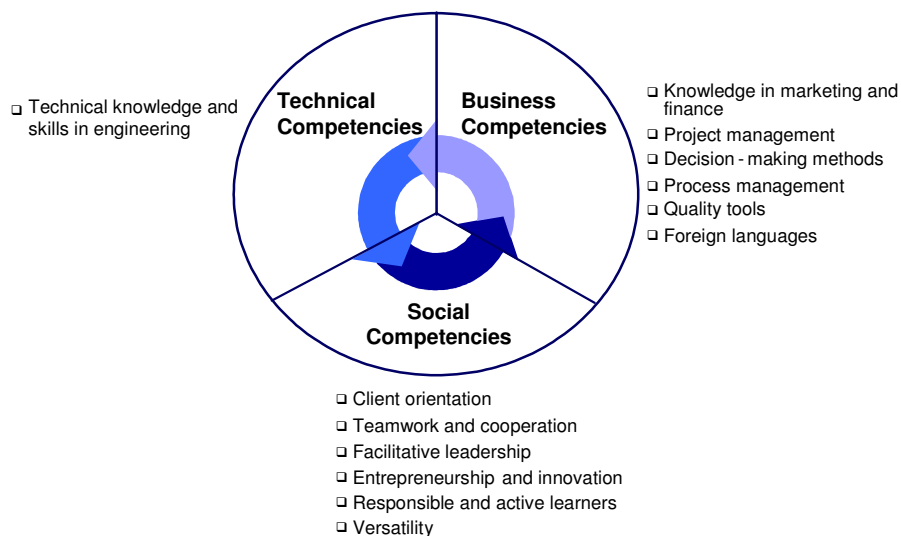 Technical
Competencies
Business
Competencies
Social
Competencies
❑ Technical knowledge and
skills in engineering
❑ Knowledge in marketing and
finance
❑ Project management
❑ Decision - making methods
❑ Process management
❑ Quality tools
❑ Foreign languages
❑ Client orientation
❑ Teamwork and cooperation
❑ Facilitative leadership
❑ Entrepreneurship and innovation
❑ Responsible and active learners
❑ Versatility